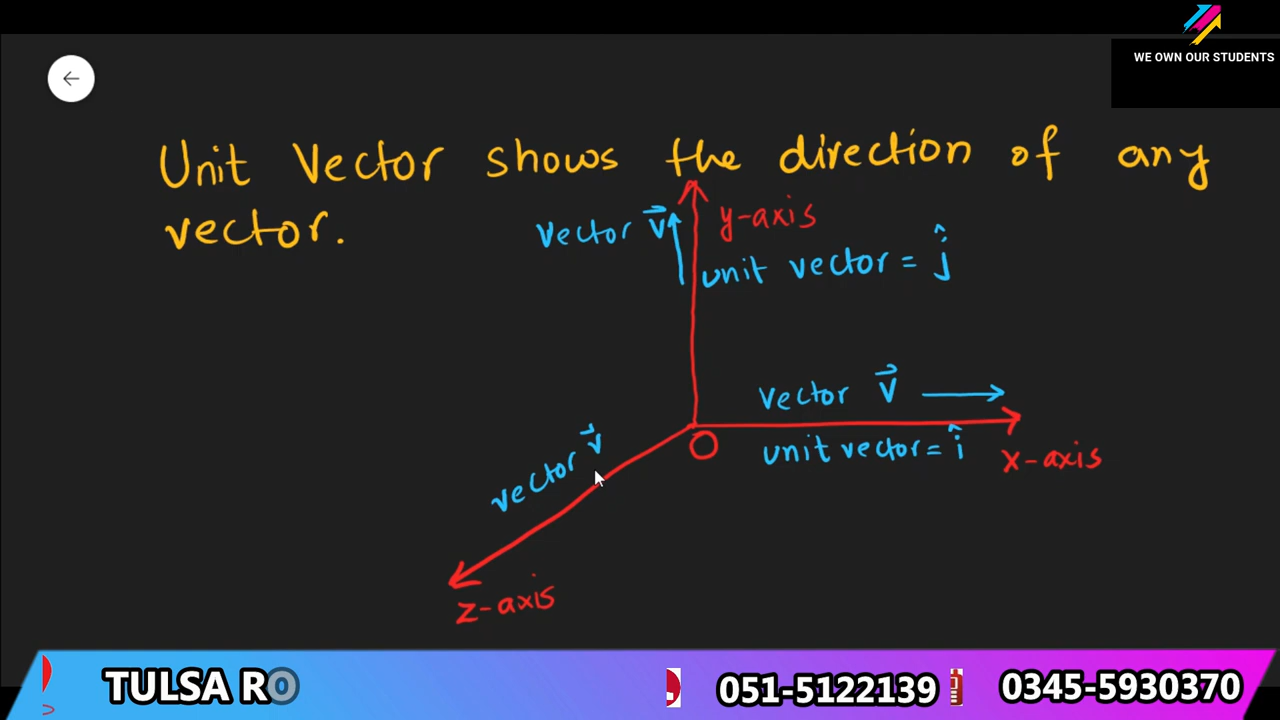 WE OWN OUR STUDENTS
Unit Vector shows the direction of any
vector.
vector v⃗
y-axis
unit vector = ĵ
vector v⃗
unit vector = î
x-axis
O
vector v⃗
z-axis
TULSA RO
051-5122139
0345-5930370